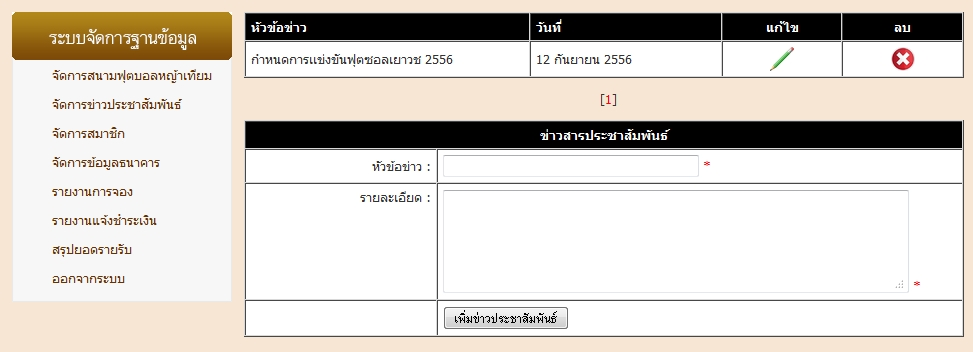 ระบบจัดการฐานข้อมูล
จัดการสนามฟุตบอลหญ้าเทียม
จัดการข่าวประชาสัมพันธ์
จัดการสมาชิก
จัดการข้อมูลธนาคาร
รายงานการจอง
รายงานแจ้งชำระเงิน
สรุปยอดรายรับ
ออกจากระบบ
หัวข้อข่าว วันที่ แก้ไข ลบ
กำหนดการแข่งขันฟุตซอลเยาวช 2556 12 กันยายน 2556
[1]
ข่าวสารประชาสัมพันธ์
หัวข้อข่าว : *
รายละเอียด : *
เพิ่มข่าวประชาสัมพันธ์